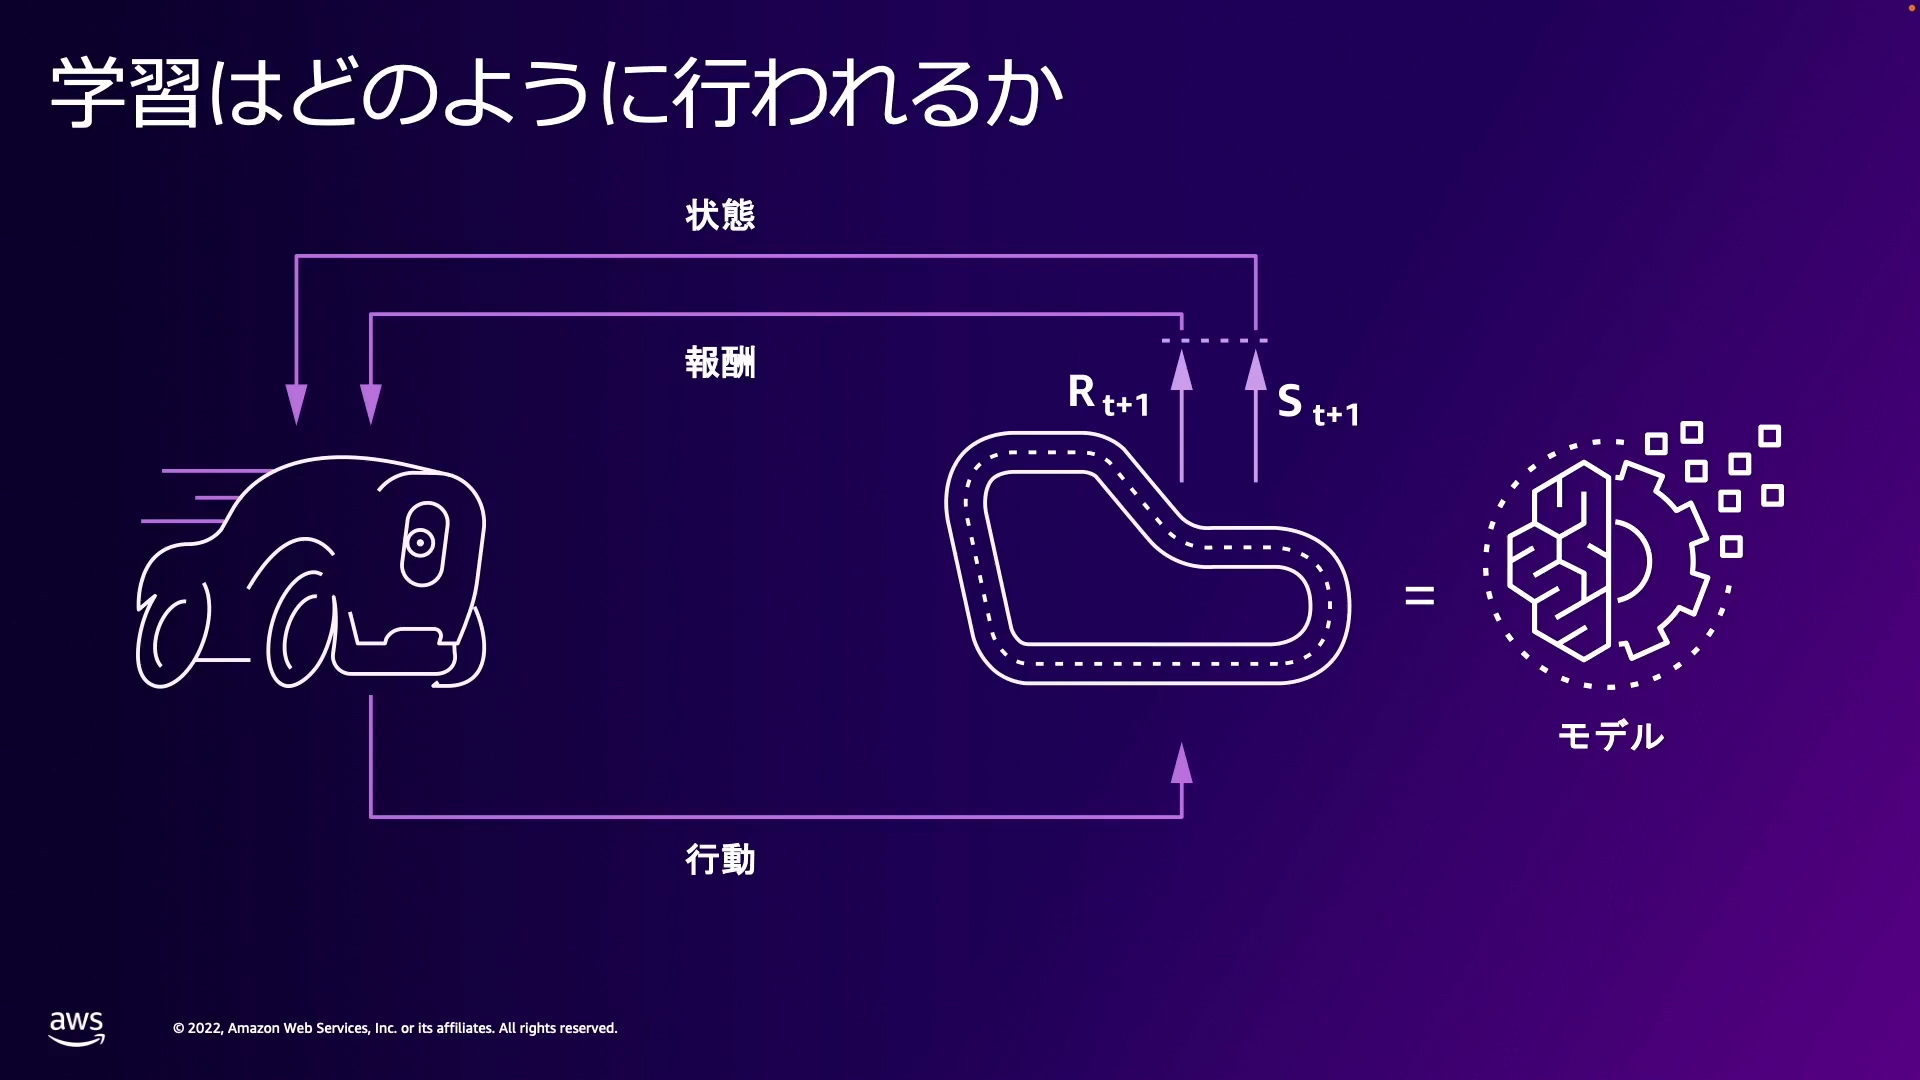 学習はどのように行われるか
状態
報酬
R t+1
S t+1
=
モデル
行動
aws
© 2022, Amazon Web Services, Inc. or its affiliates. All rights reserved.